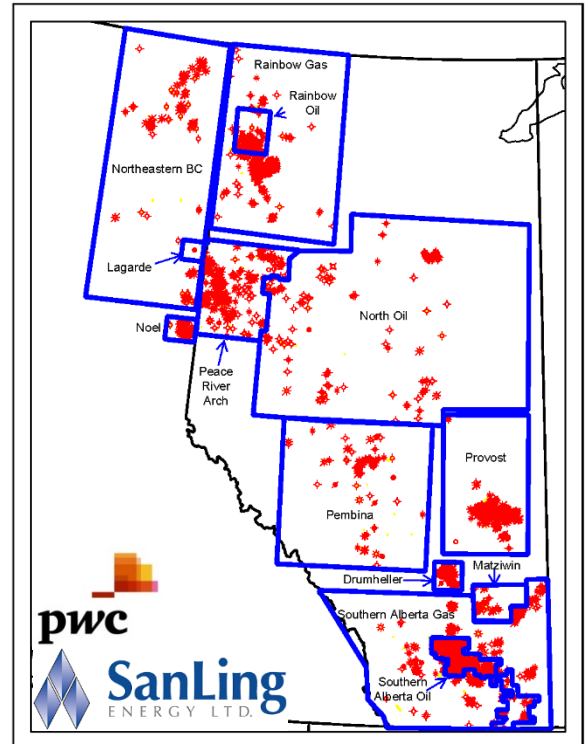 Rainbow Gas
Rainbow
Oil
Northeastern BC
Lagarde
Noel
Peace
River
Arch
North Oil
Provost
Pembina
Drumheller
Matziwin
Southern Alberta Gas
Southern
Alberta Oil
pwc
SanLing
ENERGY LTD.